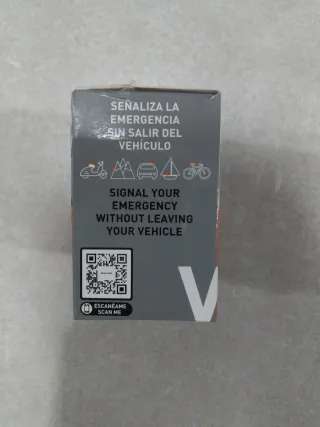 SEÑALIZA LA
EMERGENCIA
SIN SALIR DEL
VEHÍCULO
SIGNAL YOUR
EMERGENCY
WITHOUT LEAVING
YOUR VEHICLE
ESCANÉAME
SCAN ME
V